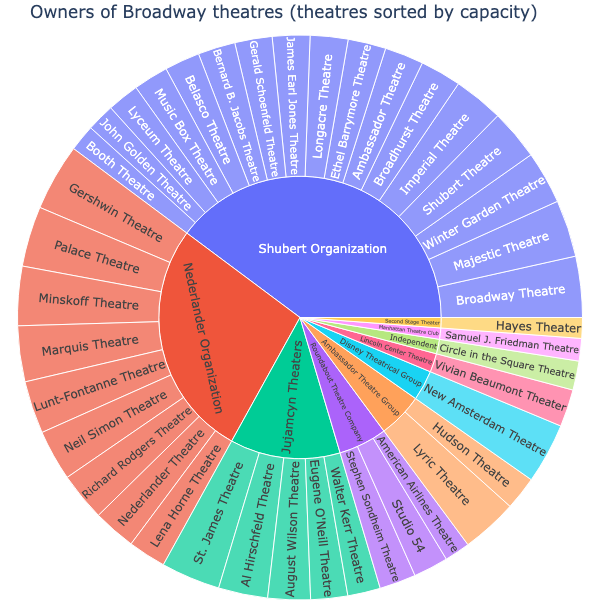 Owners of Broadway theatres (theatres sorted by capacity)
Shubert Organization
Broadway Theatre
Majestic Theatre
Winter Garden Theatre
Shubert Theatre
Imperial Theatre
Broadhurst Theatre
Ambassador Theatre
Ethel Barrymore Theatre
Longacre Theatre
James Earl Jones Theatre
Gerald Schoenfeld Theatre
Bernard B. Jacobs Theatre
Belasco Theatre
Music Box Theatre
Lyceum Theatre
John Golden Theatre
Booth Theatre
Nederlander Organization
Gershwin Theatre
Palace Theatre
Minskoff Theatre
Marquis Theatre
Lunt-Fontanne Theatre
Neil Simon Theatre
Richard Rodgers Theatre
Nederlander Theatre
Lena Horne Theatre
Jujamcyn Theaters
St. James Theatre
Al Hirschfeld Theatre
August Wilson Theatre
Eugene O'Neill Theatre
Walter Kerr Theatre
Roundabout Theatre Company
Stephen Sondheim Theatre
Studio 54
American Airlines Theatre
Ambassador Theatre Group
Lyric Theatre
Hudson Theatre
Disney Theatrical Group
New Amsterdam Theatre
Lincoln Center Theater
Vivian Beaumont Theater
Independent
Circle in the Square Theatre
Manhattan Theatre Club
Samuel J. Friedman Theatre
Second Stage Theater
Hayes Theater